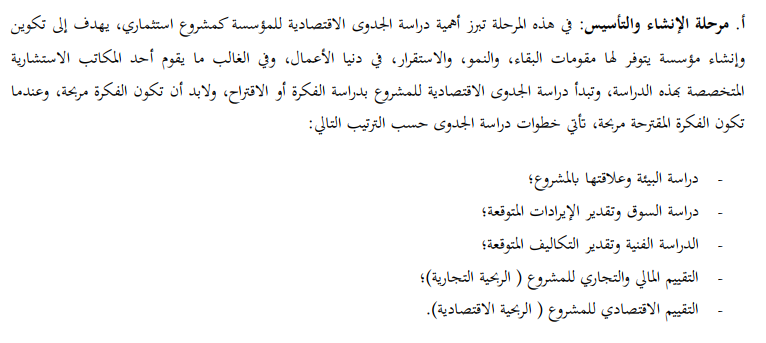 أ. مرحلة الإنشاء والتأسيس: في هذه المرحلة تبرز أهمية دراسة الجدوى الاقتصادية للمؤسسة كمشروع استثماري، يهدف إلى تكوين
وإنشاء مؤسسة يتوفر لها مقومات البقاء، والنمو، والاستقرار، في دنيا الأعمال، وفي الغالب ما يقوم أحد المكاتب الاستشارية
المتخصصة بهذه الدراسة، وتبدأ دراسة الجدوى الاقتصادية للمشروع بدراسة الفكرة أو الاقتراح، ولابد أن تكون الفكرة مربحة، وعندما
تكون الفكرة المقترحة مربحة، تأتي خطوات دراسة الجدوى حسب الترتيب التالي:
- دراسة البيئة وعلاقتها بالمشروع؛
- دراسة السوق وتقدير الإيرادات المتوقعة؛
- الدراسة الفنية وتقدير التكاليف المتوقعة؛
- التقييم المالي والتجاري للمشروع ( الربحية التجارية)؛
- التقييم الاقتصادي للمشروع ( الربحية الاقتصادية).